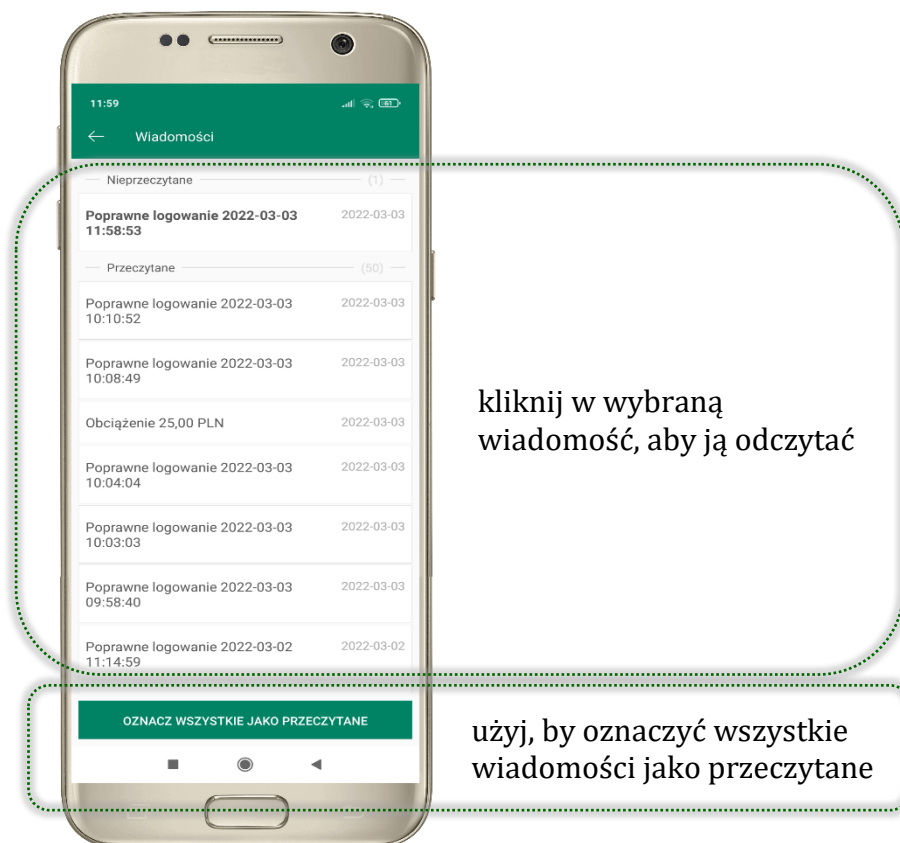 11:59
61
Wiadomości
Nieprzeczytane (1)
Poprawne logowanie 2022-03-03 2022-03-03
11:58:53
Przeczytane (50)
Poprawne logowanie 2022-03-03 2022-03-03
10:10:52
Poprawne logowanie 2022-03-03 2022-03-03
10:08:49
Obciążenie 25,00 PLN 2022-03-03
Poprawne logowanie 2022-03-03 2022-03-03
10:04:04
Poprawne logowanie 2022-03-03 2022-03-03
10:03:03
Poprawne logowanie 2022-03-03 2022-03-03
09:58:40
Poprawne logowanie 2022-03-02 2022-03-02
11:14:59
kliknij w wybraną
wiadomość, aby ją odczytać
OZNACZ WSZYSTKIE JAKO PRZECZYTANE
użyj, by oznaczyć wszystkie
wiadomości jako przeczytane